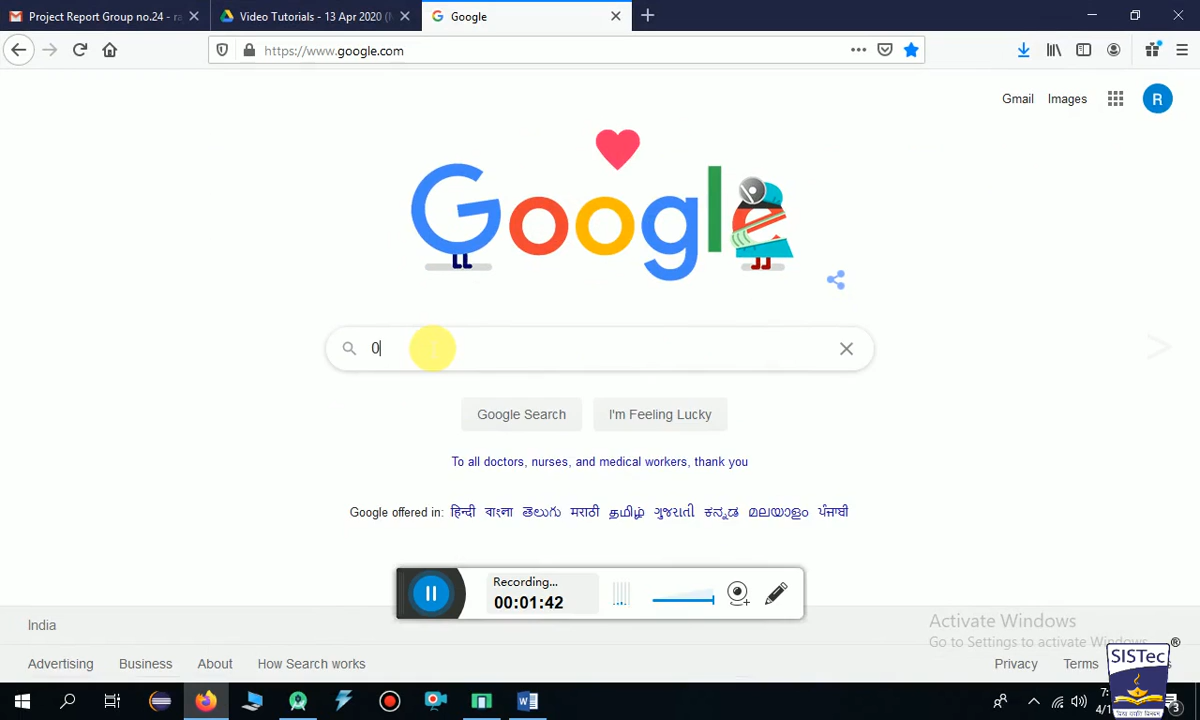 Project Report Group no.24 - ra
Video Tutorials - 13 Apr 2020 (
Google
https://www.google.com
Gmail
Images
R
Google
0
Google Search
I'm Feeling Lucky
To all doctors, nurses, and medical workers, thank you
Google offered in: हिन्दी বাংলা తెలుగు मराठी தமிழ் ગુજરાતી ಕನ್ನಡ മലയാളം ਪੰਜਾਬੀ
Recording...
00:01:42
India
Activate Windows
Go to Settings to activate Windows.
Advertising
Business
About
How Search works
Privacy
Terms
SISTec
®
3